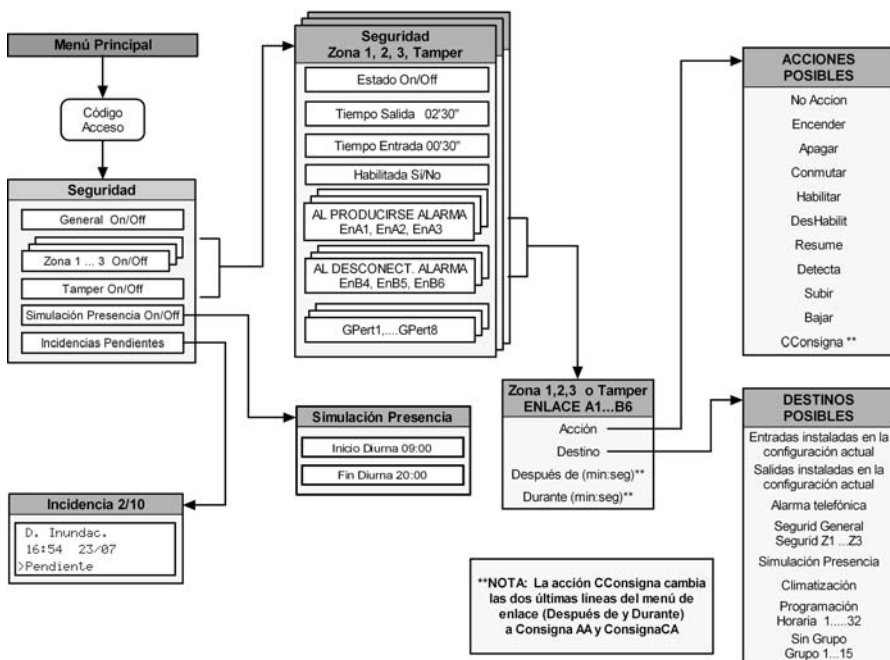 Menú Principal
Código
Acceso
Seguridad
General On/Off
Zona 1 ... 3 On/Off
Tamper On/Off
Simulación Presencia On/Off
Incidencias Pendientes
Incidencia 2/10
D. Inundac.
16:54 23/07
>Pendiente
Seguridad
Zona 1, 2, 3, Tamper
Estado On/Off
Tiempo Salida 02'30"
Tiempo Entrada 00'30"
Habilitada Sí/No
AL PRODUCIRSE ALARMA
EnA1, EnA2, EnA3
AL DESCONECT. ALARMA
EnB4, EnB5, EnB6
GPert1,....GPert8
Simulación Presencia
Inicio Diurna 09:00
Fin Diurna 20:00
Zona 1,2,3 o Tamper
ENLACE A1...B6
Acción
Destino
Después de (min:seg)**
Durante (min:seg)**
**NOTA: La acción CConsigna cambia
las dos últimas líneas del menú de
enlace (Después de y Durante)
a Consigna AA y ConsignaCA
ACCIONES
POSIBLES
No Accion
Encender
Apagar
Conmutar
Habilitar
DesHabilit
Resume
Detecta
Subir
Bajar
CConsigna **
DESTINOS
POSIBLES
Entradas instaladas en la
configuración actual
Salidas instaladas en la
configuración actual
Alarma telefónica
Segurid General
Segurid Z1 ...Z3
Simulación Presencia
Climatización
Programación
Horaria 1.....32
Sin Grupo
Grupo 1...15